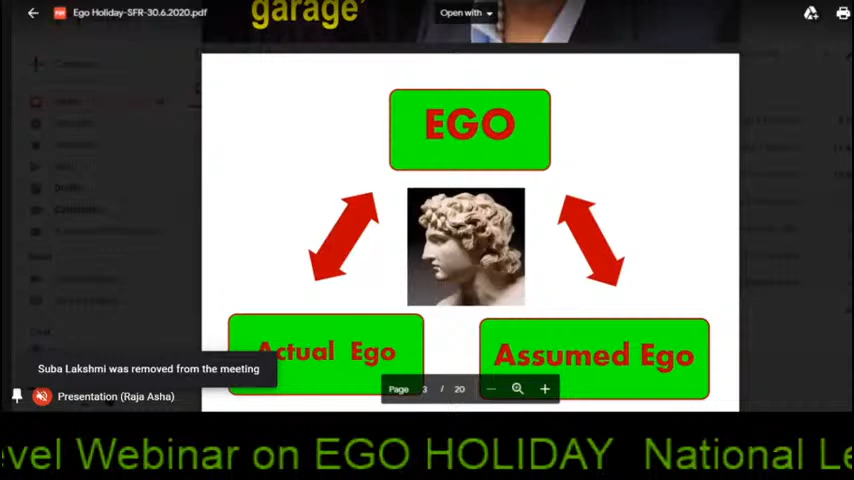 Ego Holiday-SFR-30.6.2020.pdf
Open with
garage'
EGO
Actual Ego
Assumed Ego
Suba Lakshmi was removed from the meeting
Page 3 / 20
Presentation (Raja Asha)
evel Webinar on EGO HOLIDAY National Le